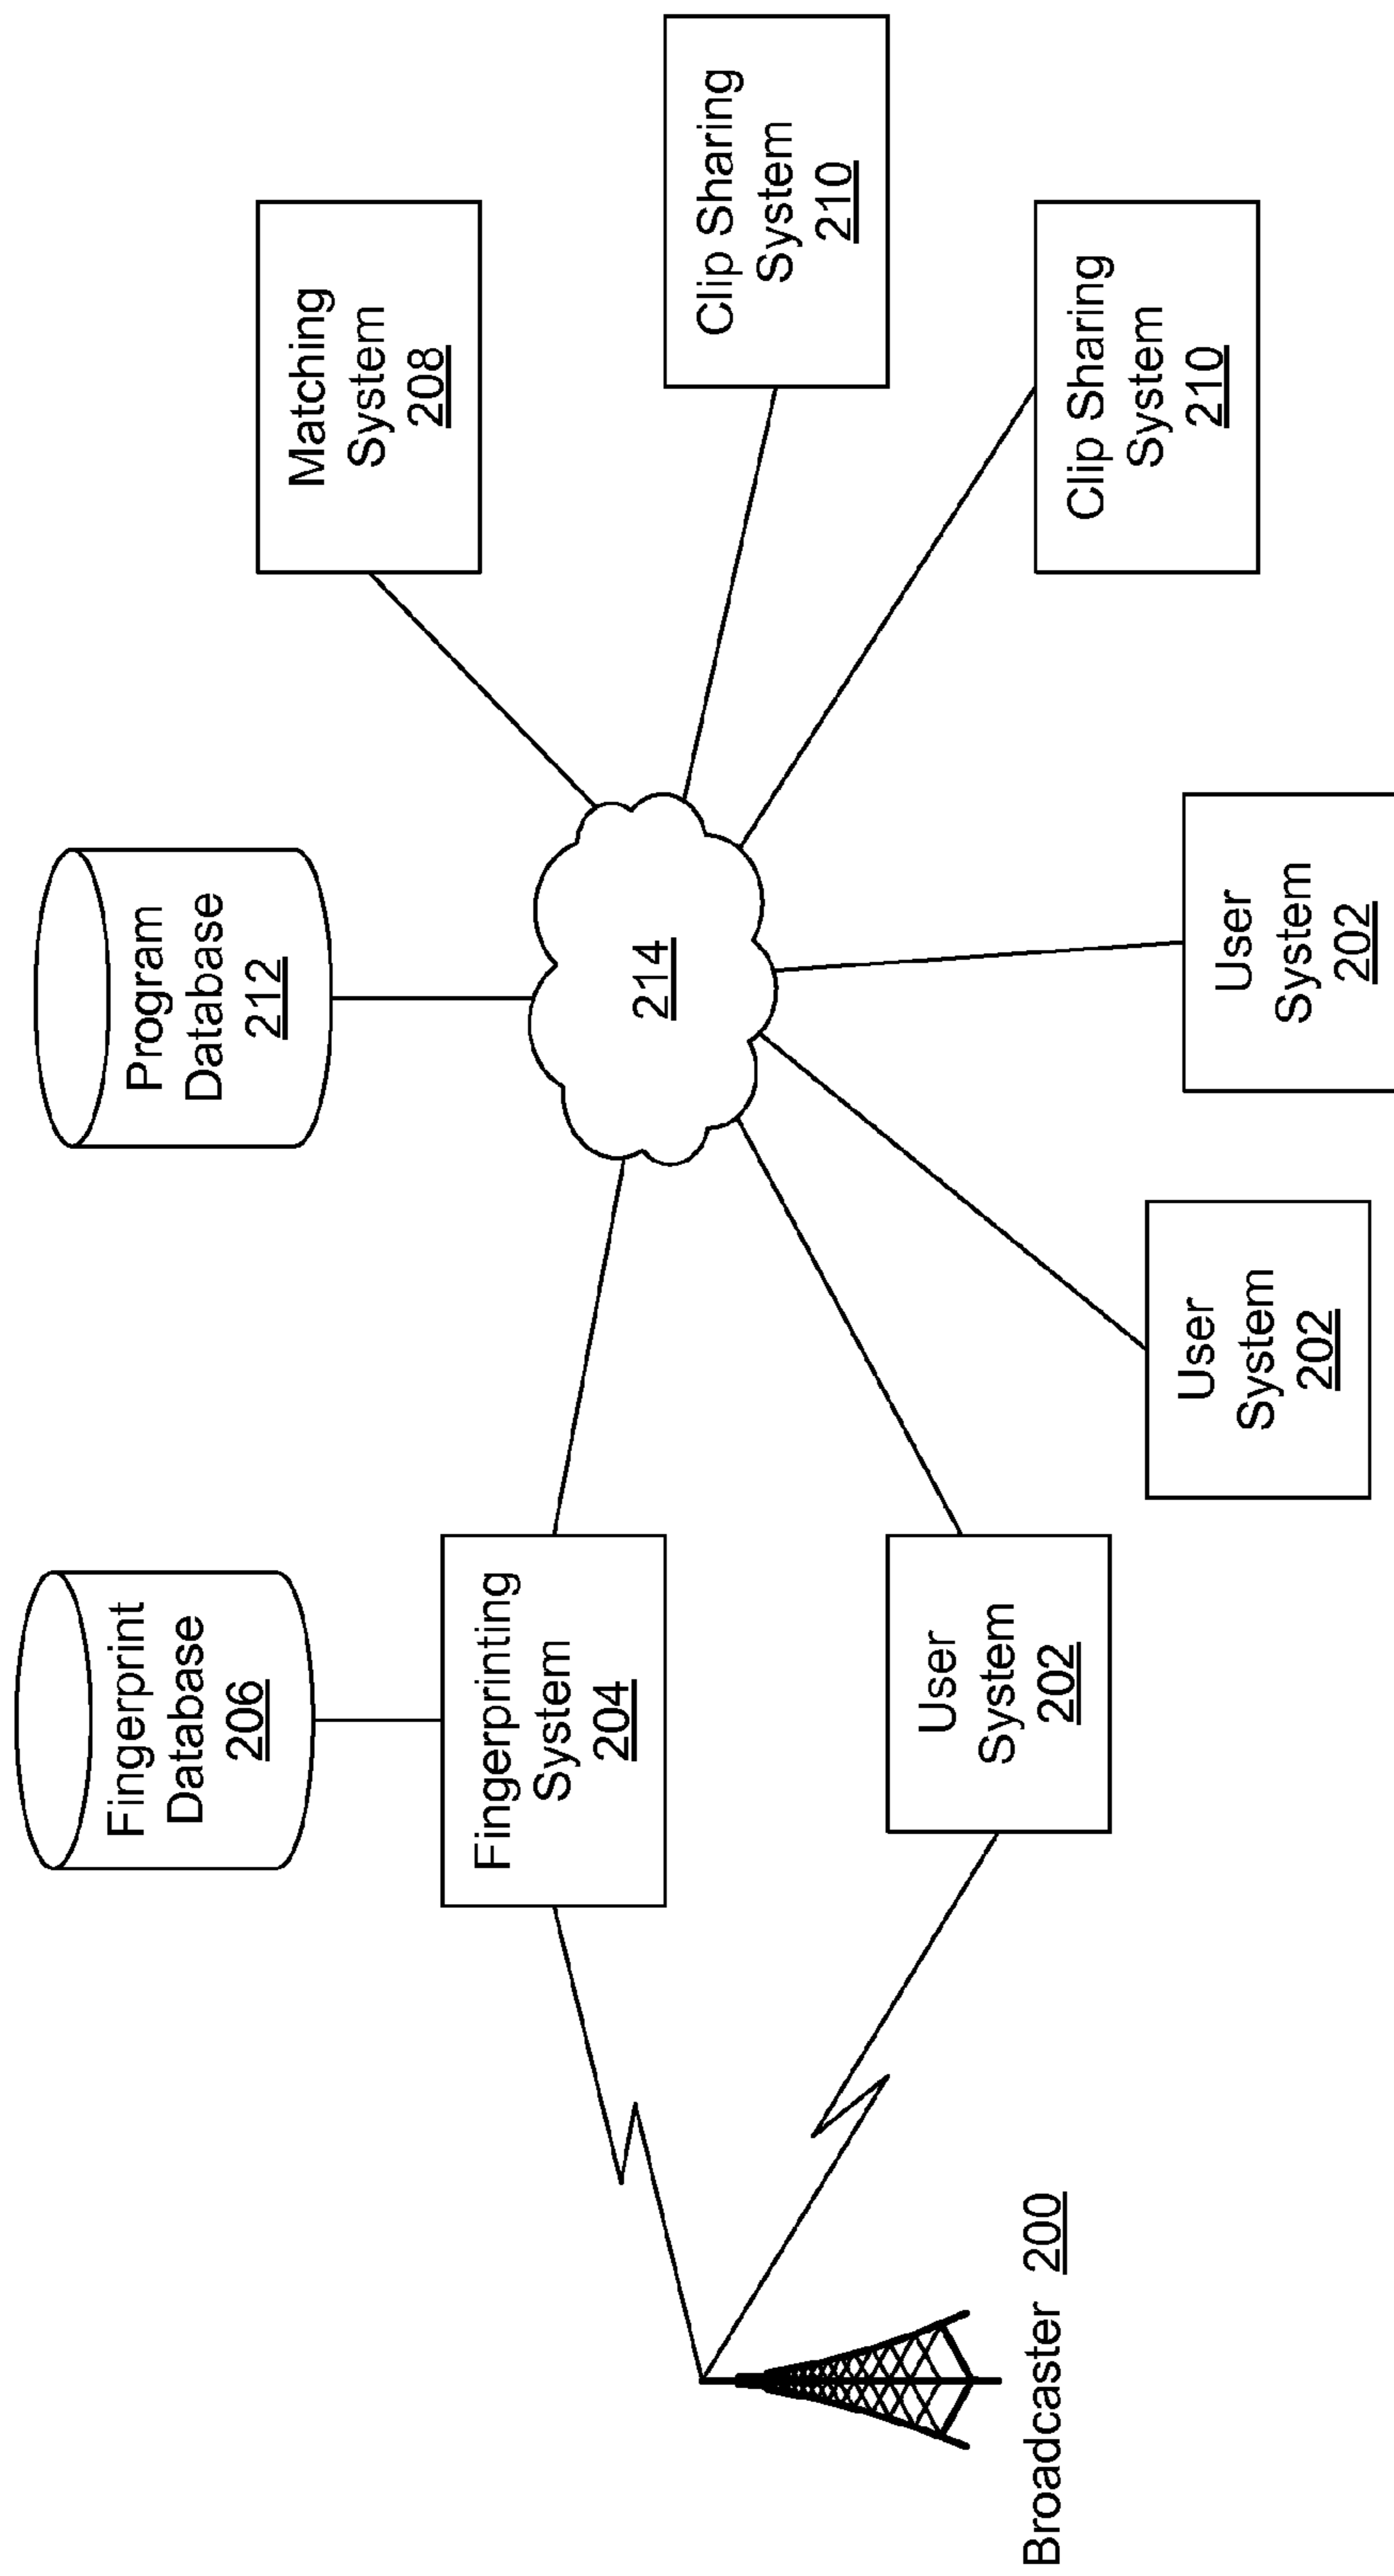 Fingerprint
Database
206
Program
Database
212
Matching
System
208
Fingerprinting
System
204
214
Clip Sharing
System
210
Clip Sharing
System
210
User
System
202
User
System
202
User
System
202
Broadcaster 200